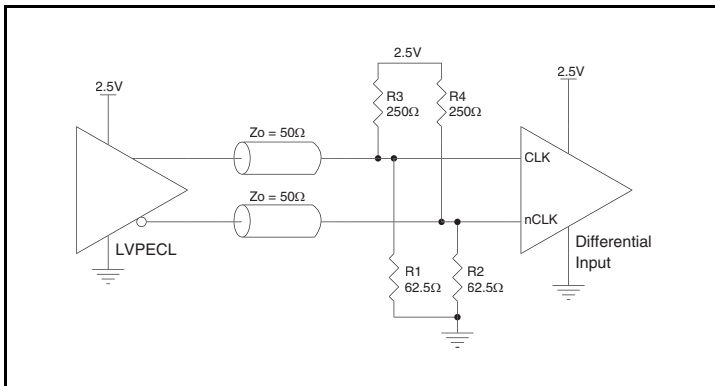 2.5V
2.5V
2.5V
R3
250Ω
R4
250Ω
Zo = 50Ω
CLK
Zo = 50Ω
nCLK
LVPECL
Differential
Input
R1
62.5Ω
R2
62.5Ω